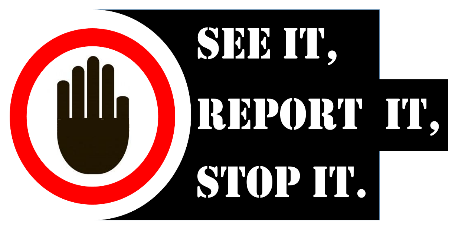 SEE IT,
REPORT IT,
STOP IT.